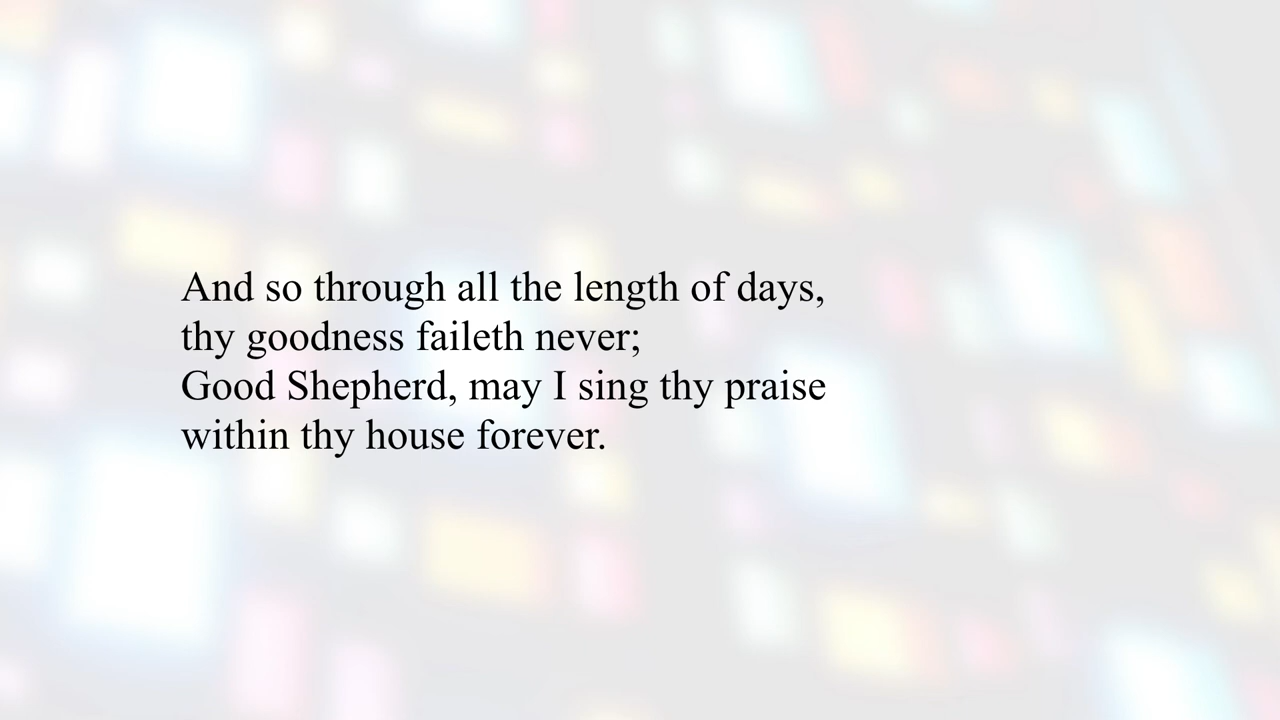 And so through all the length of days,
thy goodness faileth never;
Good Shepherd, may I sing thy praise
within thy house forever.